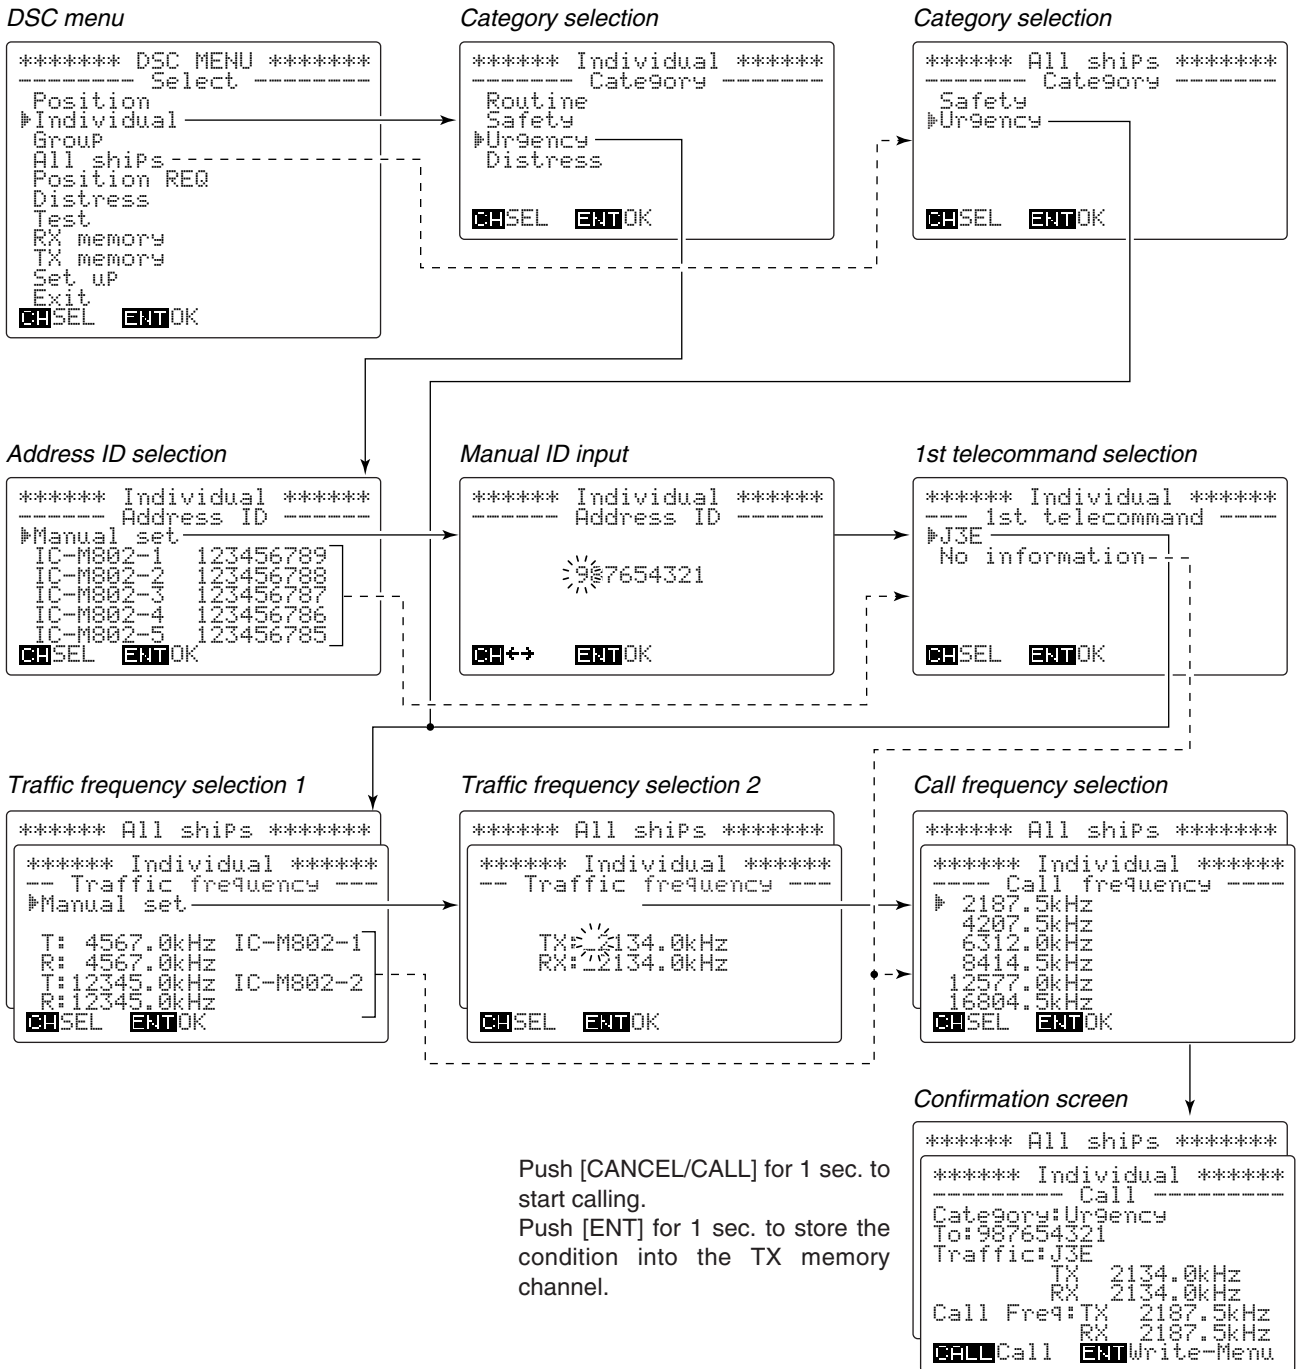 DSC menu
******* DSC MENU *******
-------- Select --------
Position
Individual
Group
All ships
Position REQ
Distress
Test
RX memory
TX memory
Set up
Exit
CH SEL ENT OK
Category selection
****** Individual ******
------- Category -------
Routine
Safety
Urgency
Distress
CH SEL ENT OK
Category selection
****** All ships *******
------- Category -------
Safety
Urgency
CH SEL ENT OK
Address ID selection
****** Individual ******
------ Address ID ------
Manual set
IC-M802-1 123456789
IC-M802-2 123456788
IC-M802-3 123456787
IC-M802-4 123456786
IC-M802-5 123456785
CH SEL ENT OK
Manual ID input
****** Individual ******
------ Address ID ------
987654321
CH ←→ ENT OK
1st telecommand selection
****** Individual ******
--- 1st telecommand ----
J3E
No information
CH SEL ENT OK
Traffic frequency selection 1
****** All ships *******
****** Individual ******
-- Traffic frequency ---
Manual set
T: 4567.0kHz IC-M802-1
R: 4567.0kHz
T:12345.0kHz IC-M802-2
R:12345.0kHz
CH SEL ENT OK
Traffic frequency selection 2
****** All ships *******
****** Individual ******
-- Traffic frequency ---
TX:_2134.0kHz
RX:_2134.0kHz
CH SEL ENT OK
Call frequency selection
****** All ships *******
****** Individual ******
---- Call frequency ----
2187.5kHz
4207.5kHz
6312.0kHz
8414.5kHz
12577.0kHz
16804.5kHz
CH SEL ENT OK
Confirmation screen
****** All ships *******
****** Individual ******
--------- Call ---------
Category:Urgency
To:987654321
Traffic:J3E
TX 2134.0kHz
RX 2134.0kHz
Call Freq:TX 2187.5kHz
RX 2187.5kHz
CALL Call ENT Write-Menu
Push [CANCEL/CALL] for 1 sec. to
start calling.
Push [ENT] for 1 sec. to store the
condition into the TX memory
channel.